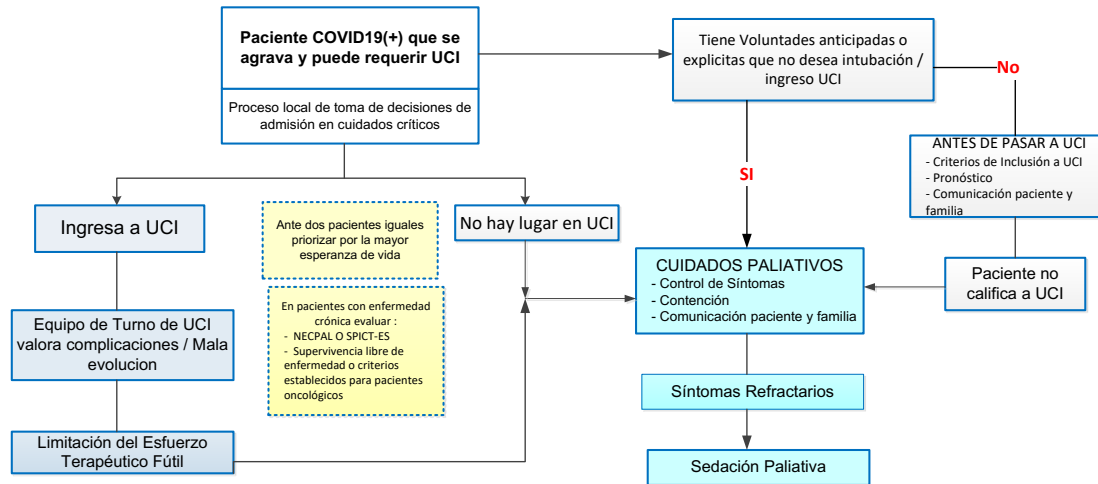 Paciente COVID19(+) que se
agrava y puede requerir UCI
Proceso local de toma de decisiones de
admisión en cuidados críticos
Tiene Voluntades anticipadas o
explicitas que no desea intubación /
ingreso UCI
No
SI
ANTES DE PASAR A UCI
- Criterios de Inclusión a UCI
- Pronóstico
- Comunicación paciente y
familia
Ingresa a UCI
Ante dos pacientes iguales
priorizar por la mayor
esperanza de vida
No hay lugar en UCI
CUIDADOS PALIATIVOS
- Control de Síntomas
- Contención
- Comunicación paciente y familia
Paciente no
califica a UCI
En pacientes con enfermedad
crónica evaluar :
- NECPAL O SPICT-ES
- Supervivencia libre de
enfermedad o criterios
establecidos para pacientes
oncológicos
Equipo de Turno de UCI
valora complicaciones / Mala
evolucion
Síntomas Refractarios
Limitación del Esfuerzo
Terapéutico Fútil
Sedación Paliativa